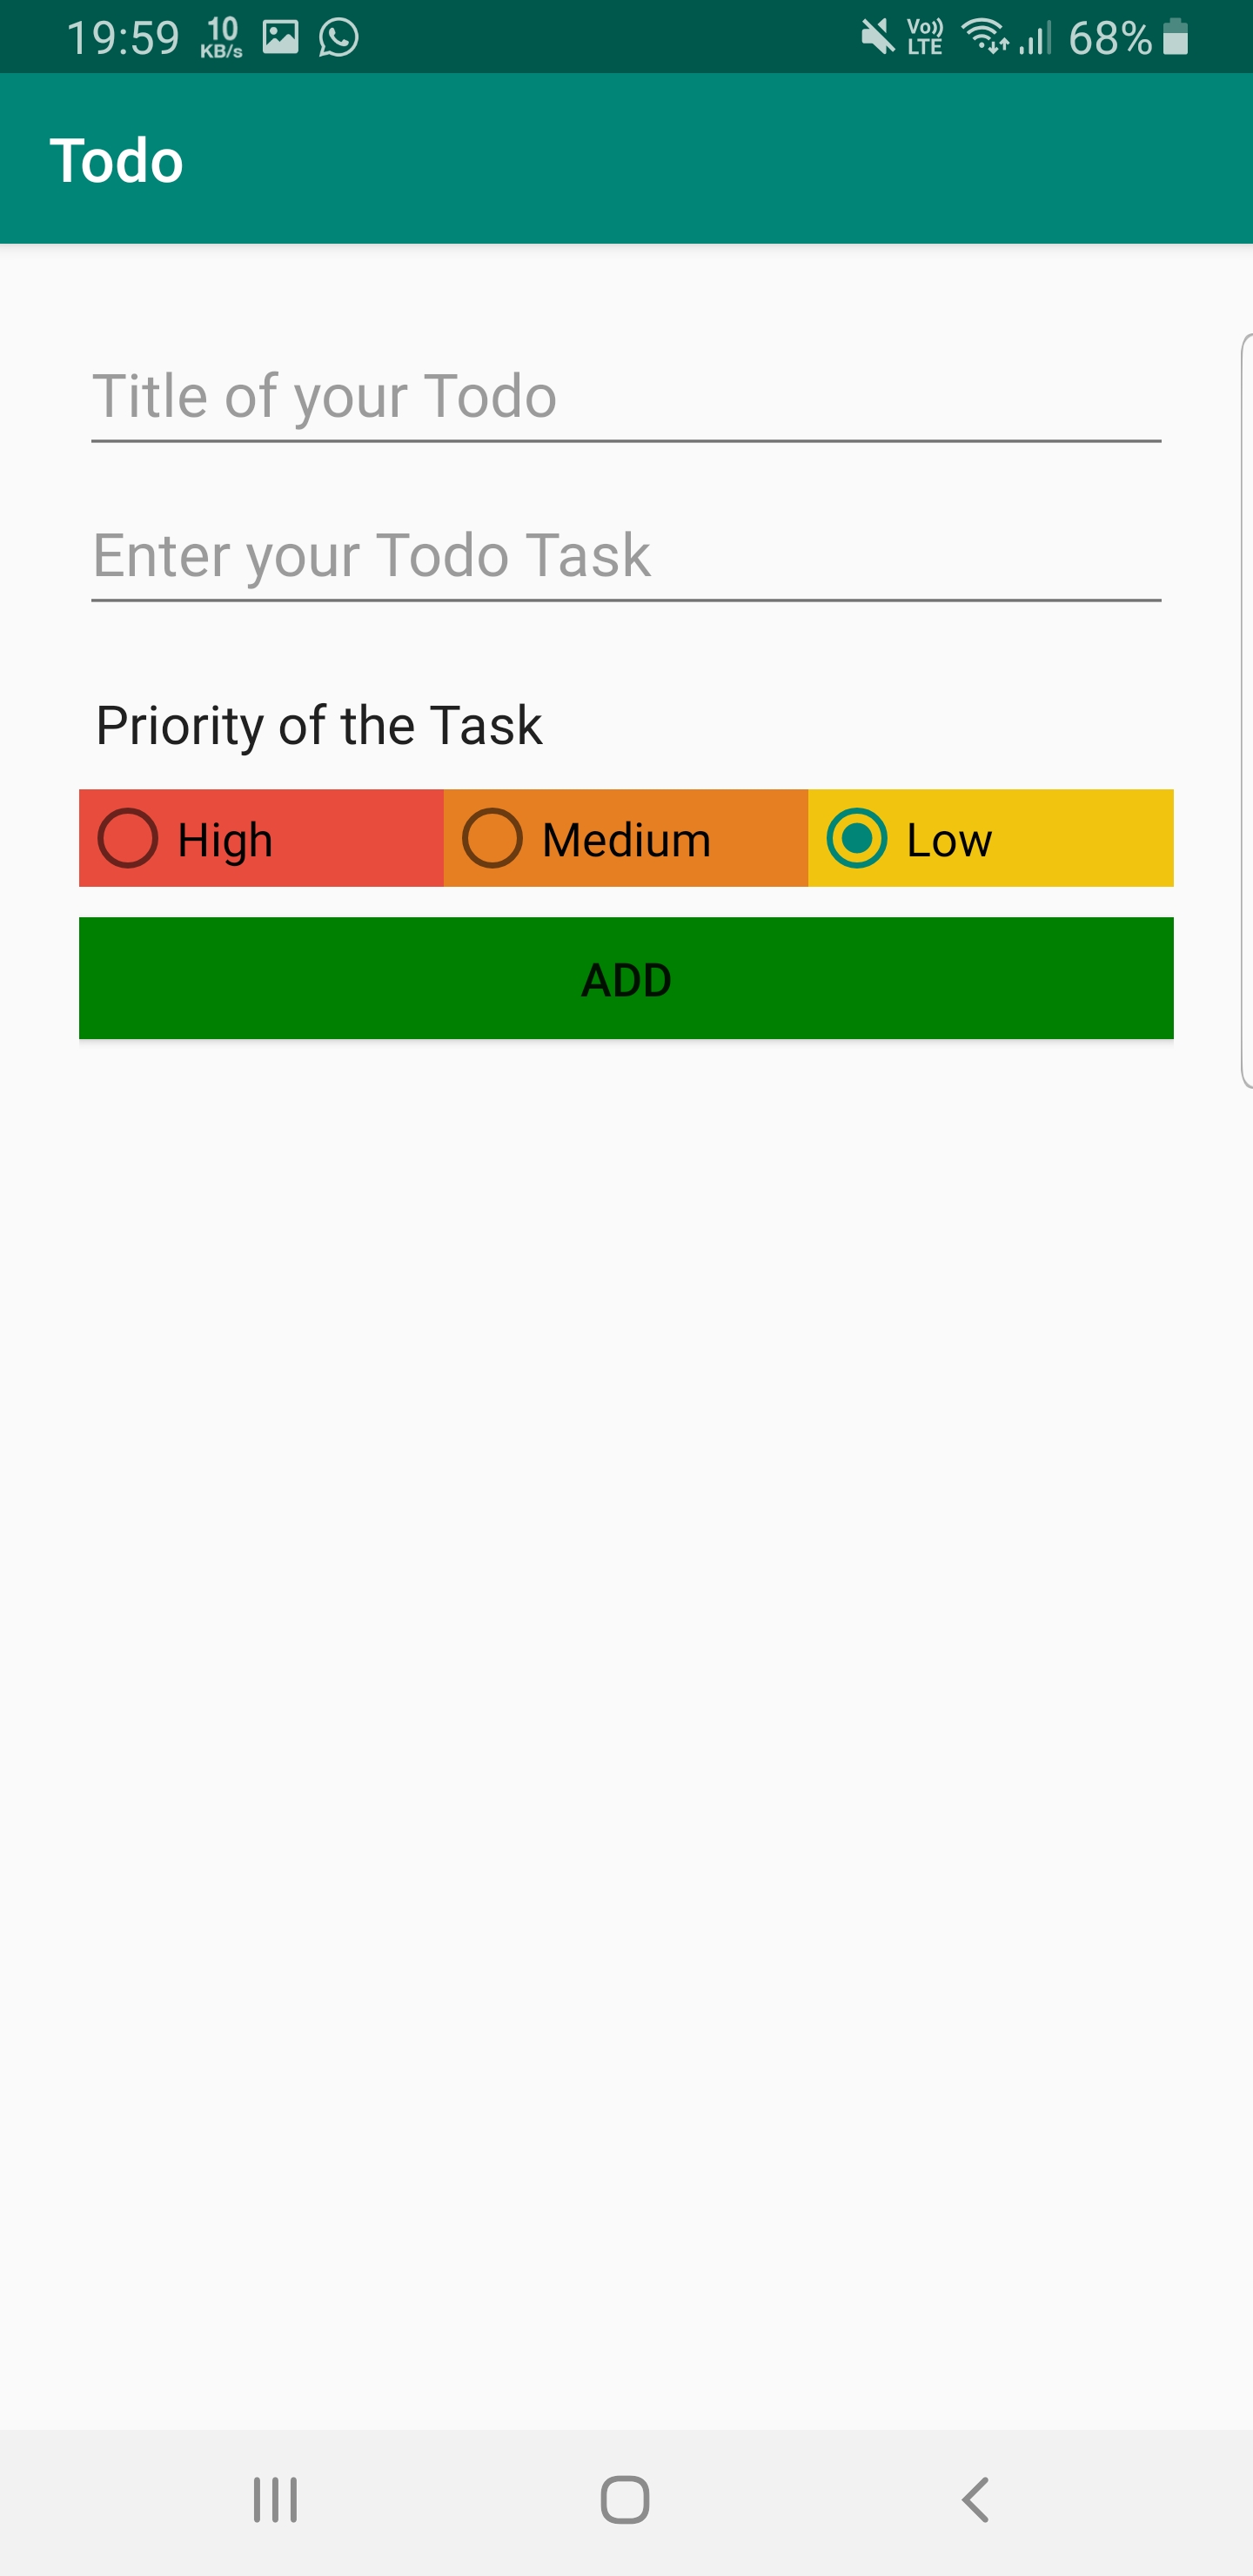 19:59 10 KB/s Vo)) LTE 68%
Todo
Title of your Todo
Enter your Todo Task
Priority of the Task
High Medium Low
ADD